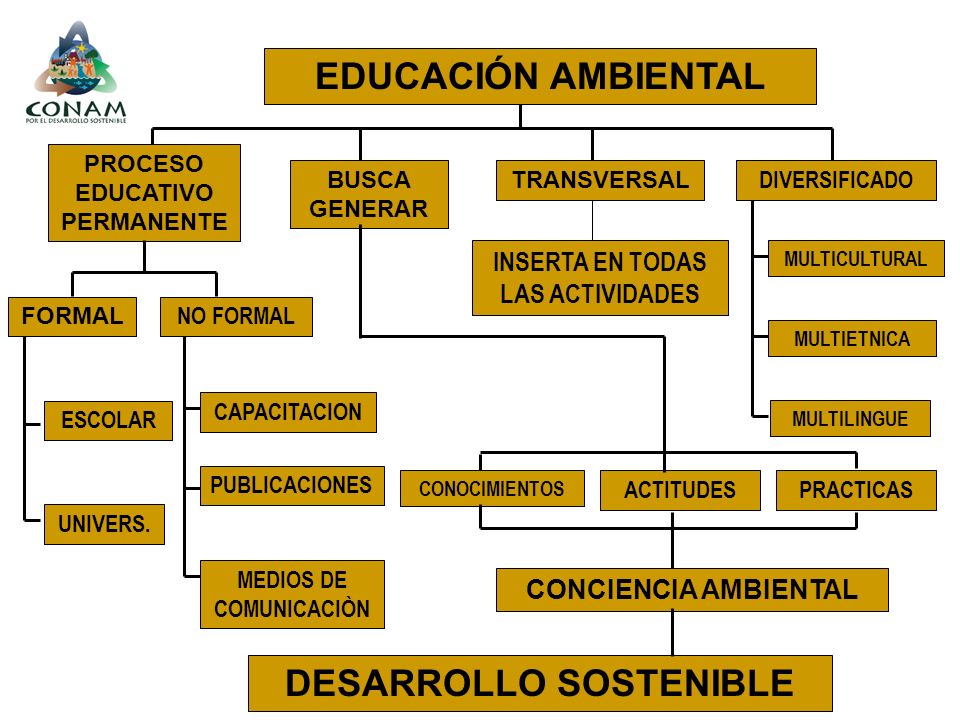 CONAM
POR EL DESARROLLO SOSTENIBLE
EDUCACIÓN AMBIENTAL
PROCESO
EDUCATIVO
PERMANENTE
BUSCA
GENERAR
TRANSVERSAL
DIVERSIFICADO
INSERTA EN TODAS
LAS ACTIVIDADES
MULTICULTURAL
MULTIETNICA
MULTILINGUE
FORMAL
NO FORMAL
ESCOLAR
UNIVERS.
CAPACITACION
PUBLICACIONES
MEDIOS DE
COMUNICACIÒN
CONOCIMIENTOS
ACTITUDES
PRACTICAS
CONCIENCIA AMBIENTAL
DESARROLLO SOSTENIBLE